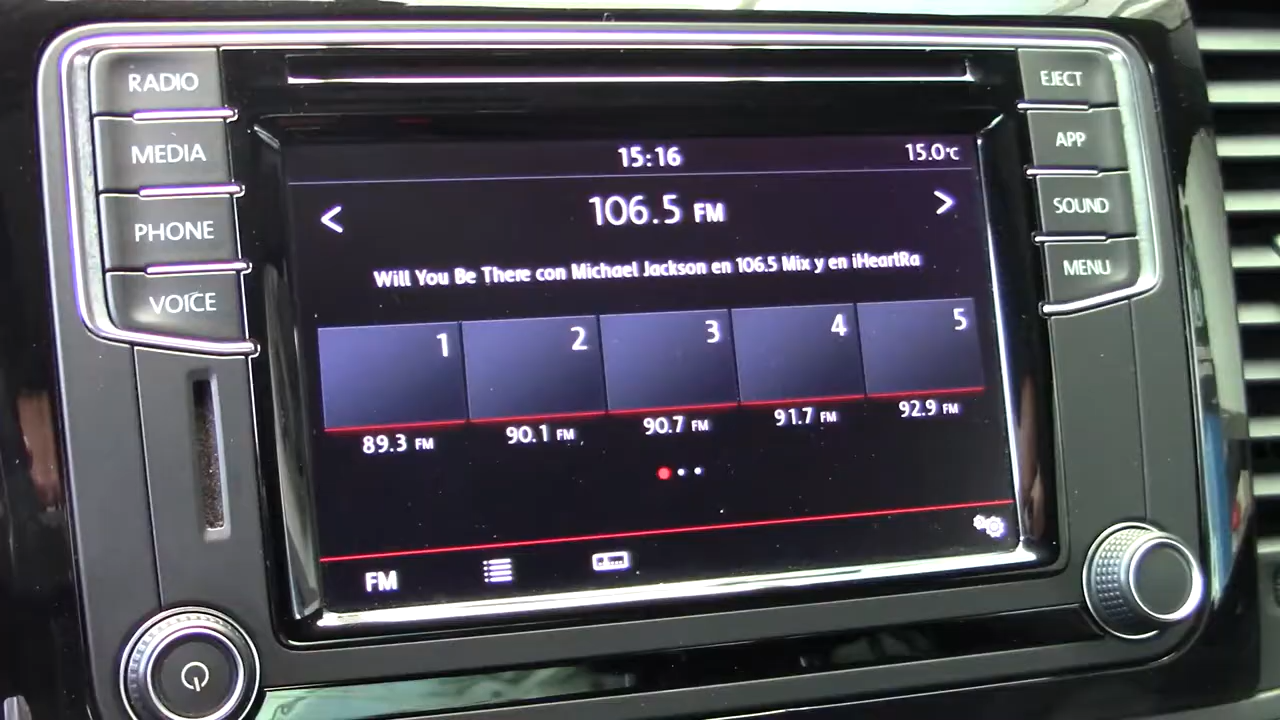 RADIO
MEDIA
PHONE
VOICE
EJECT
APP
SOUND
MENU
15:16
15.0°C
< 106.5 FM >
Will You Be There con Michael Jackson en 106.5 Mix y en iHeartRa
1 2 3 4 5
89.3 FM 90.1 FM 90.7 FM 91.7 FM 92.9 FM
FM